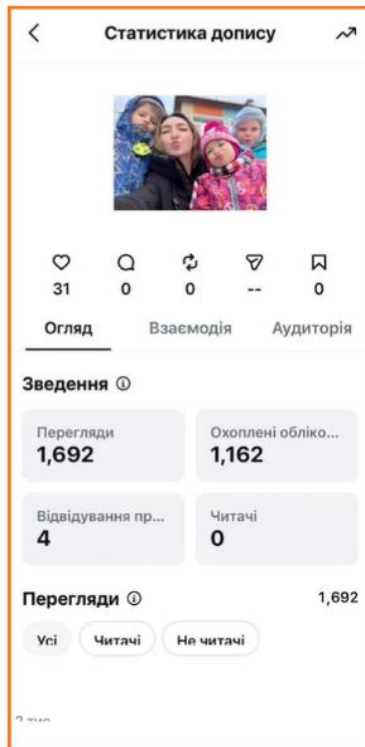 Статистика допису
31 0 0 -- 0
Огляд Взаємодія Аудиторія
Зведення
Перегляди Охоплені обліко...
1,692 1,162
Відвідування пр... Читачі
4 0
Перегляди 1,692
Усі Читачі Не читачі